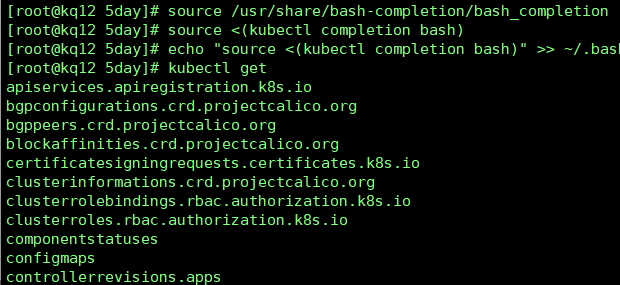 [root@kq12 5day]# source /usr/share/bash-completion/bash_completion
[root@kq12 5day]# source <(kubectl completion bash)
[root@kq12 5day]# echo "source <(kubectl completion bash)" >> ~/.bas
[root@kq12 5day]# kubectl get
apiservices.apiregistration.k8s.io
bgpconfigurations.crd.projectcalico.org
bgppeers.crd.projectcalico.org
blockaffinities.crd.projectcalico.org
certificatesigningrequests.certificates.k8s.io
clusterinformations.crd.projectcalico.org
clusterrolebindings.rbac.authorization.k8s.io
clusterroles.rbac.authorization.k8s.io
componentstatuses
configmaps
controllerrevisions.apps